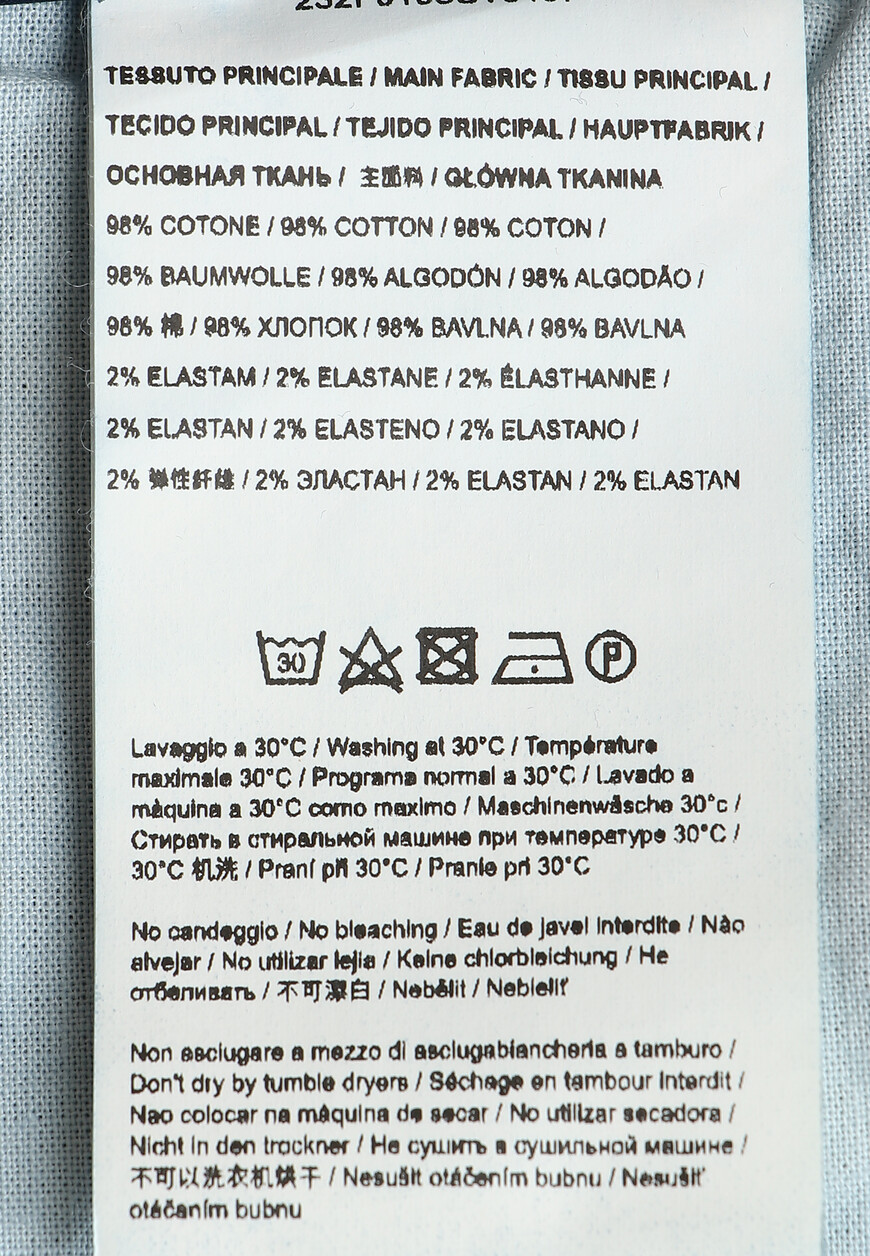 TESSUTO PRINCIPALE / MAIN FABRIC / TISSU PRINCIPAL /
TECIDO PRINCIPAL / TEJIDO PRINCIPAL / HAUPTFABRIK /
ОСНОВНАЯ ТКАНЬ / 主面料 / GŁÓWNA TKANINA
98% COTONE / 98% COTTON / 98% COTON /
98% BAUMWOLLE / 98% ALGODÓN / 98% ALGODÃO /
98% 棉 / 98% ХЛОПОК / 98% BAVLNA / 98% BAVLNA
2% ELASTAM / 2% ELASTANE / 2% ÉLASTHANNE /
2% ELASTAN / 2% ELASTENO / 2% ELASTANO /
2% 弹性纤维 / 2% ЭЛАСТАН / 2% ELASTAN / 2% ELASTAN
30 P
Lavaggio a 30°C / Washing at 30°C / Température
maximale 30°C / Programa normal a 30°C / Lavado a
máquina a 30°C como maximo / Maschinenwäsche 30°c /
Стирать в стиральной машине при температуре 30°C /
30°C 机洗 / Praní při 30°C / Pranie pri 30°C
No candeggio / No bleaching / Eau de javel interdite / Não
alvejar / No utilizar lejia / Keine chlorbleichung / Не
отбеливать / 不可漂白 / Nebělit / Nebieliť
Non asciugare a mezzo di asciugabiancheria a tamburo /
Don't dry by tumble dryers / Séchage en tambour interdit /
Nao colocar na máquina de secar / No utilizar secadora /
Nicht in den trockner / Не сушить в сушильной машине /
不可以洗衣机烘干 / Nesušit otáčením bubnu / Nesušiť
otáčaním bubnu